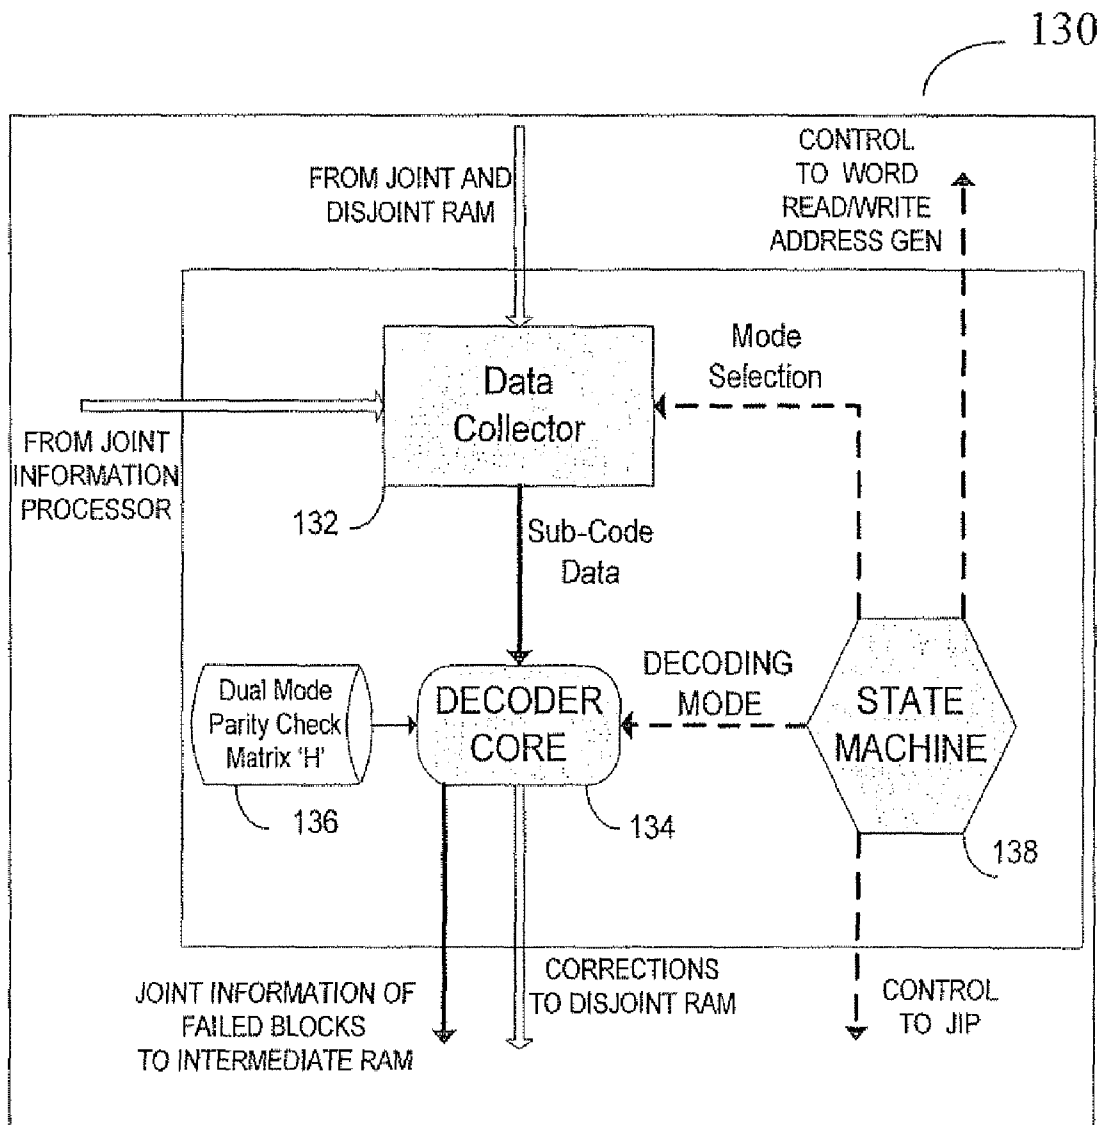 130
CONTROL
TO WORD
READ/WRITE
ADDRESS GEN
FROM JOINT AND
DISJOINT RAM
Mode
Selection
Data
Collector
FROM JOINT
INFORMATION
PROCESSOR
132
Sub-Code
Data
DECODING
MODE
Dual Mode
Parity Check
Matrix 'H'
DECODER
CORE
STATE
MACHINE
136
134
138
JOINT INFORMATION OF
FAILED BLOCKS
TO INTERMEDIATE RAM
CORRECTIONS
TO DISJOINT RAM
CONTROL
TO JIP